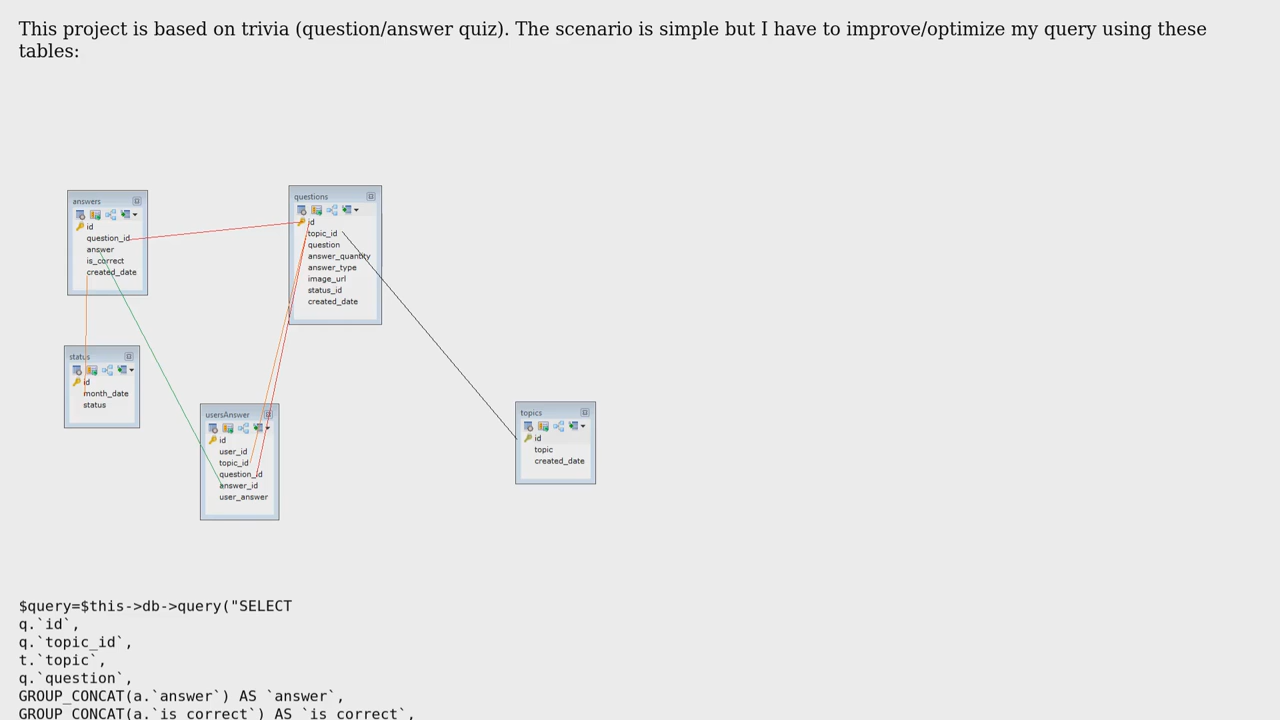 This project is based on trivia (question/answer quiz). The scenario is simple but I have to improve/optimize my query using these
tables:
answers
id
question_id
answer
is_correct
created_date
questions
id
topic_id
question
answer_quantity
answer_type
image_url
status_id
created_date
status
id
month_date
status
usersAnswer
id
user_id
topic_id
question_id
answer_id
user_answer
topics
id
topic
created_date
$query=$this->db->query("SELECT
q.`id`,
q.`topic_id`,
t.`topic`,
q.`question`,
GROUP_CONCAT(a.`answer`) AS `answer`,
GROUP_CONCAT(a.`is_correct`) AS `is_correct`,